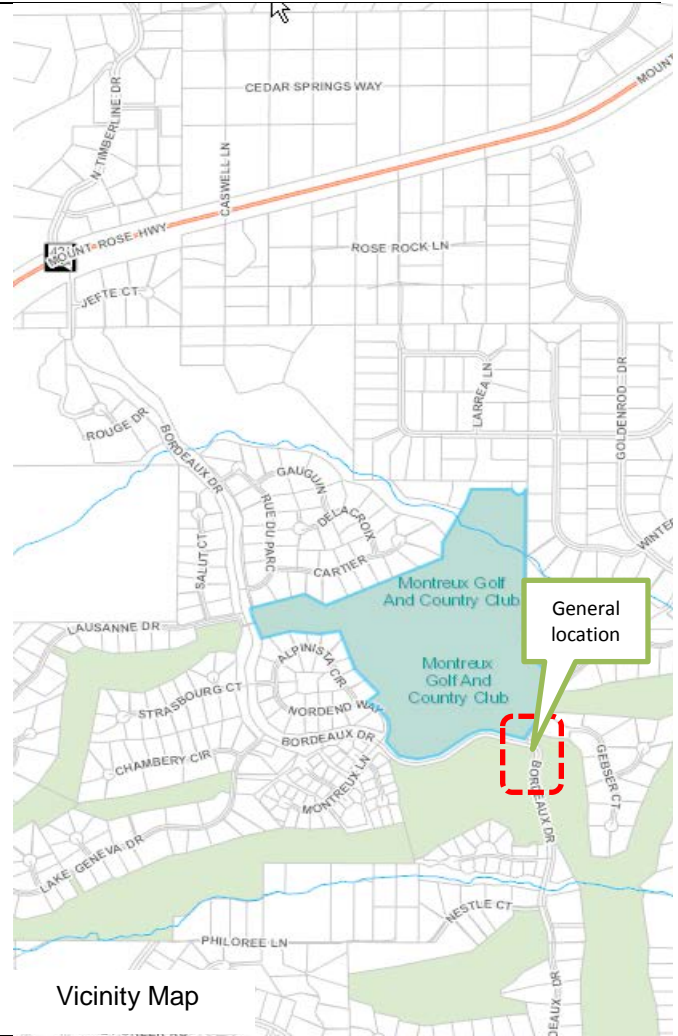 CEDAR SPRINGS WAY
MOUNT
N TIMBERLINE DR
CASWELL LN
MOUNT ROSE HWY
ROSE ROCK LN
JEFTE CT
LARREA LN
GOLDENROD DR
ROUGE DR
BORDEAUX DR
GAUGUIN
RUE DU PARC
DELACROIX
SALUT CT
CARTIER
WINTER
Montreux Golf
And Country Club
General
location
LAUSANNE DR
ALPINISTA CIR
Montreux
Golf And
Country Club
STRASBOURG CT
NORDEND WAY
BORDEAUX DR
CHAMBERY CIR
MONTREUX LN
GEBSER CT
BORDEAUX DR
LAKE GENEVA DR
NESTLE CT
PHILOREE LN
Vicinity Map
DEAUX DR